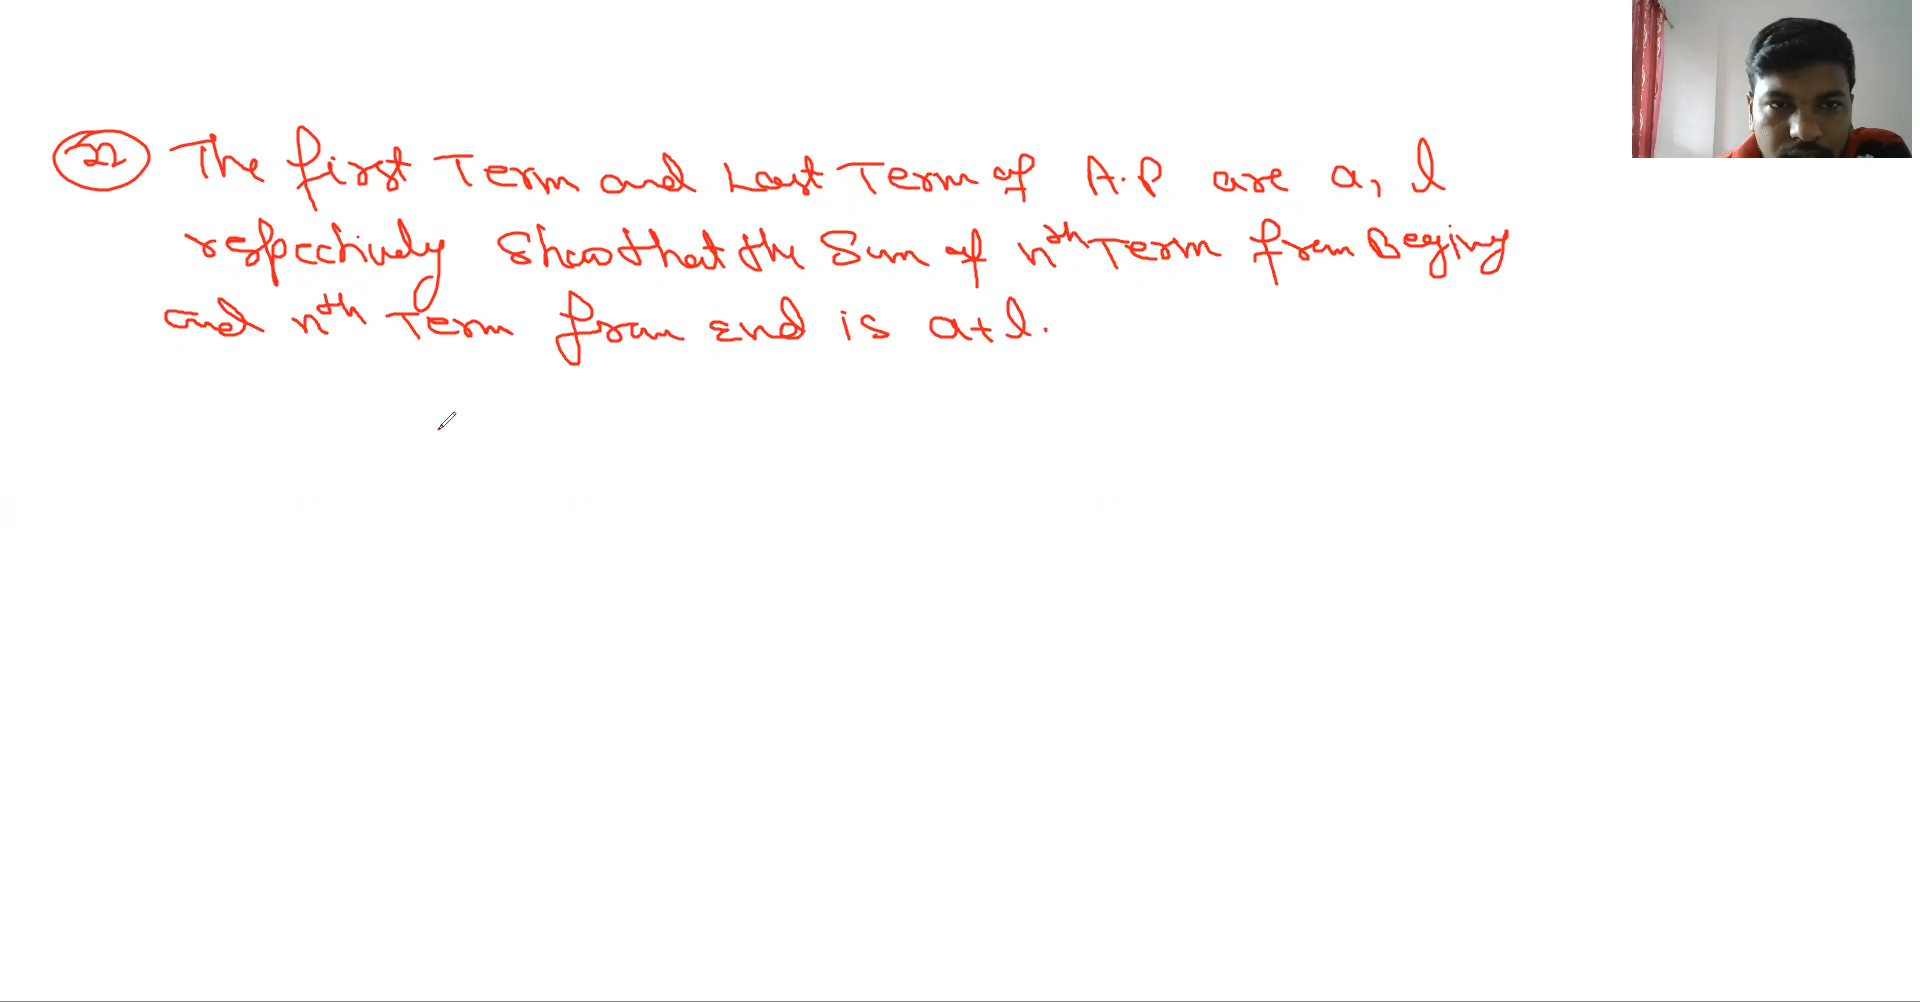 22 The first Term and Last Term of A.P are a, l
respectively Show that the Sum of nth Term from Beginy
and nth Term from End is a+l.